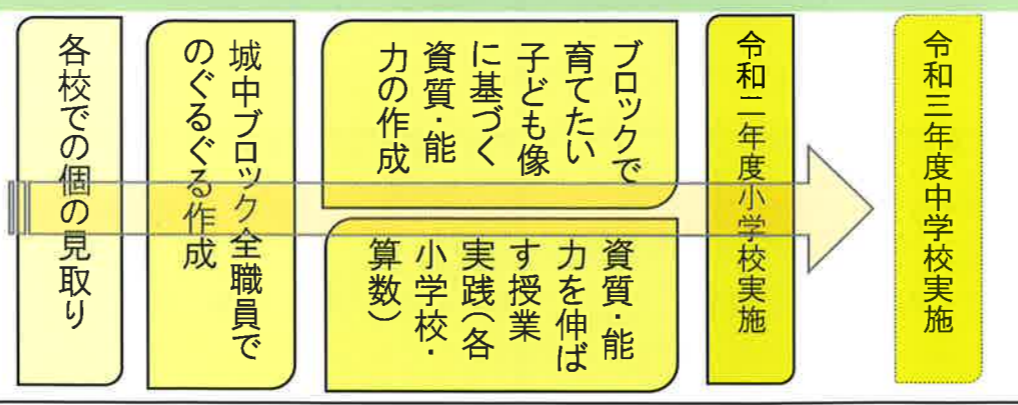 各校での個の見取り
城中ブロック全職員で
のぐるぐる作成
ブロックで
育てたい
子ども像
に基づく
資質・能
力の作成
資質・能
力を伸ば
す授業
実践(各
小学校・
算数)
令和二年度小学校実施
令和三年度中学校実施